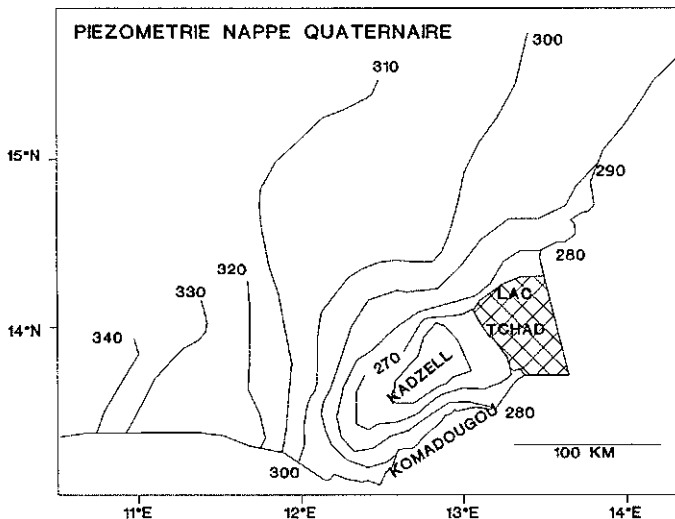 PIEZOMETRIE NAPPE QUATERNAIRE
300
310
15°N
290
280
320
330
LAC
14°N
TCHAD
340
270
KADZELL
280
KOMADOUGOU
300
100 KM
11°E
12°E
13°E
14°E